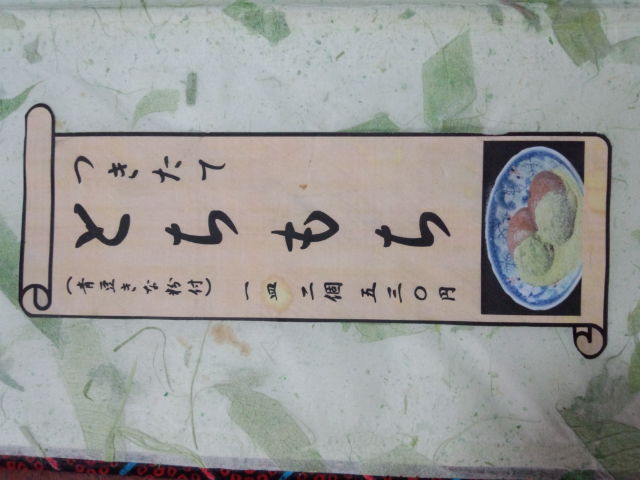 つきたて
とちもち
(青豆きな粉付)
一皿 二個 五三〇円